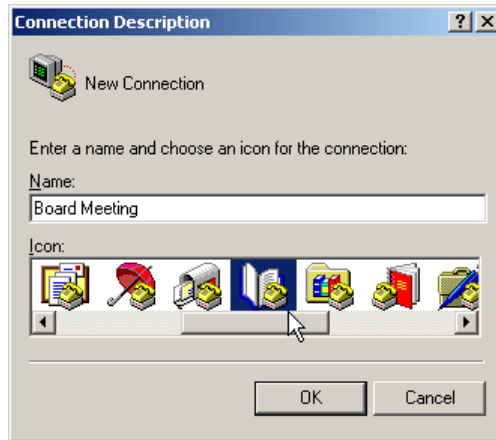 Connection Description
New Connection
Enter a name and choose an icon for the connection:
Name:
Board Meeting
Icon:
OK
Cancel